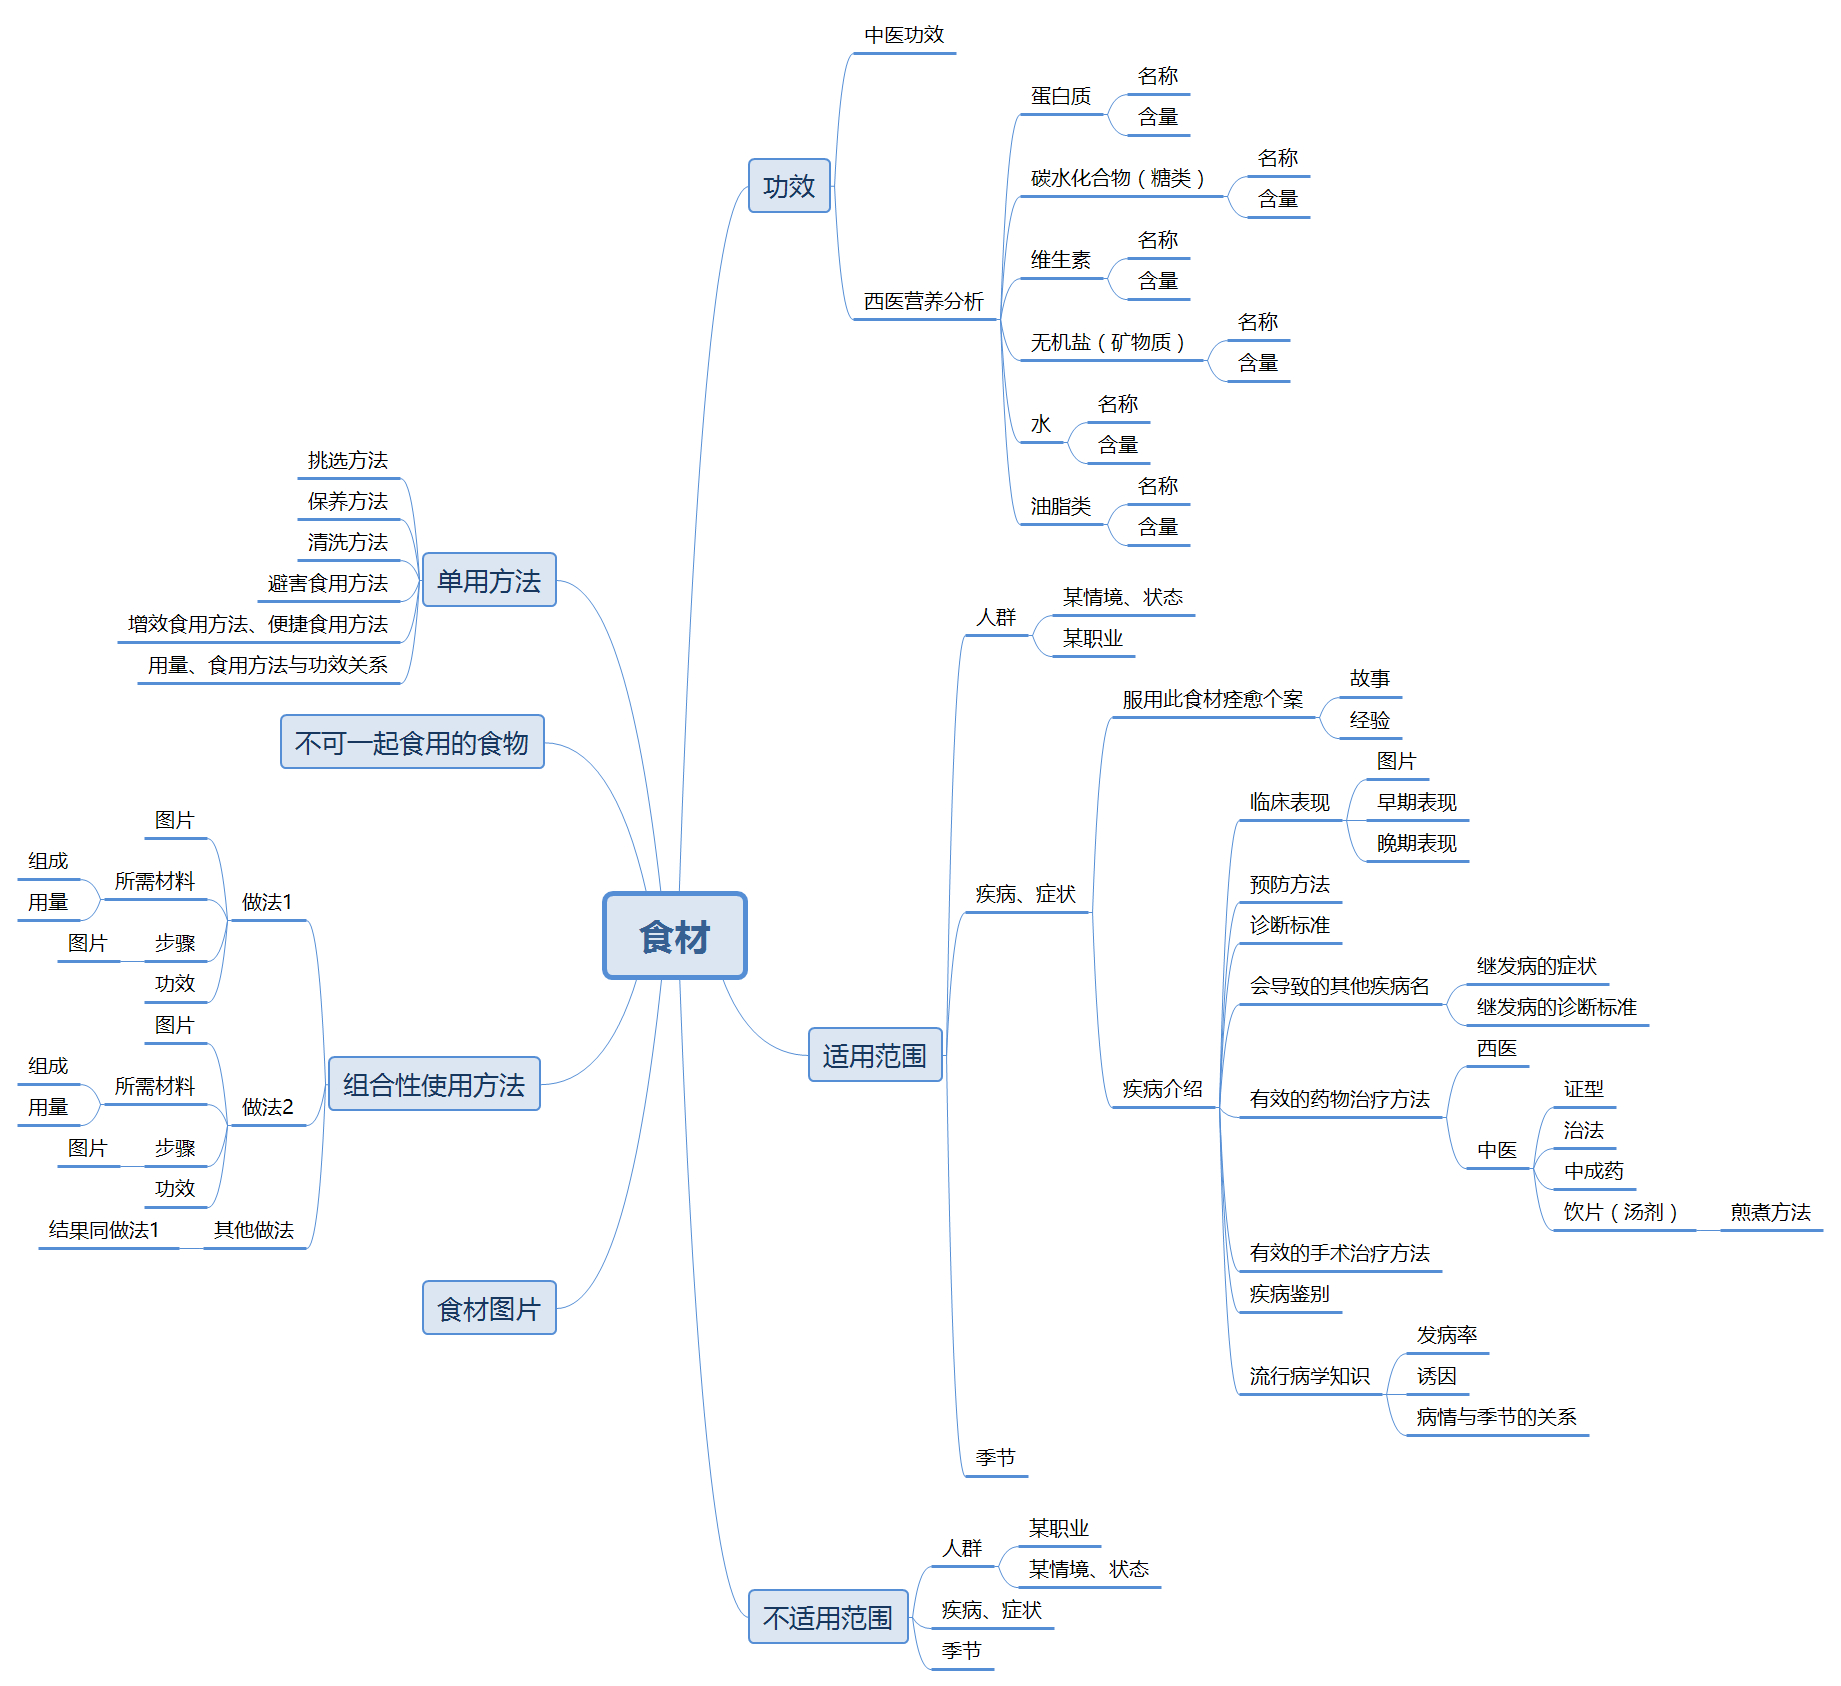 食材
功效
中医功效
西医营养分析
蛋白质
名称
含量
碳水化合物（糖类）
名称
含量
维生素
名称
含量
无机盐（矿物质）
名称
含量
水
名称
含量
油脂类
名称
含量
适用范围
人群
某情境、状态
某职业
疾病、症状
服用此食材痊愈个案
故事
经验
疾病介绍
临床表现
图片
早期表现
晚期表现
预防方法
诊断标准
会导致的其他疾病名
继发病的症状
继发病的诊断标准
有效的药物治疗方法
西医
中医
证型
治法
中成药
饮片（汤剂）
煎煮方法
有效的手术治疗方法
疾病鉴别
流行病学知识
发病率
诱因
病情与季节的关系
季节
不适用范围
人群
某职业
某情境、状态
疾病、症状
季节
单用方法
挑选方法
保养方法
清洗方法
避害食用方法
增效食用方法、便捷食用方法
用量、食用方法与功效关系
不可一起食用的食物
组合性使用方法
做法1
图片
所需材料
组成
用量
步骤
图片
功效
做法2
图片
所需材料
组成
用量
步骤
图片
功效
其他做法
结果同做法1
食材图片